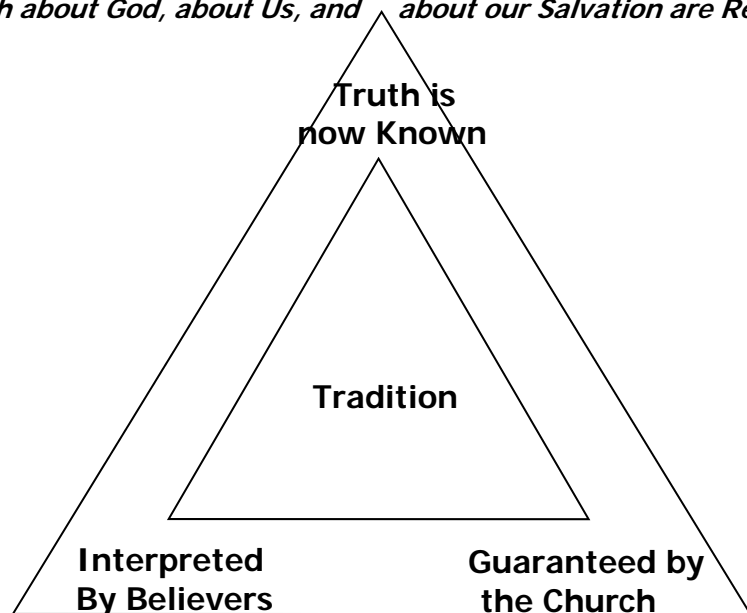 about God, about Us, and about our Salvation are
Truth is
now Known
Tradition
Interpreted
By Believers
Guaranteed by
the Church